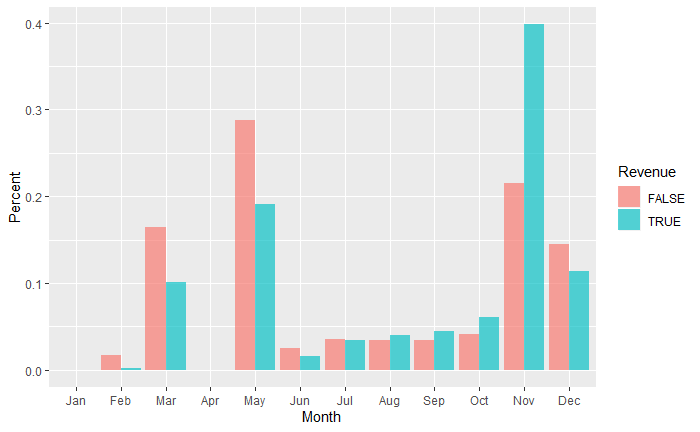 0.4
0.3
0.2
0.1
0.0
Percent
Jan Feb Mar Apr May Jun Jul Aug Sep Oct Nov Dec
Month
Revenue
FALSE
TRUE